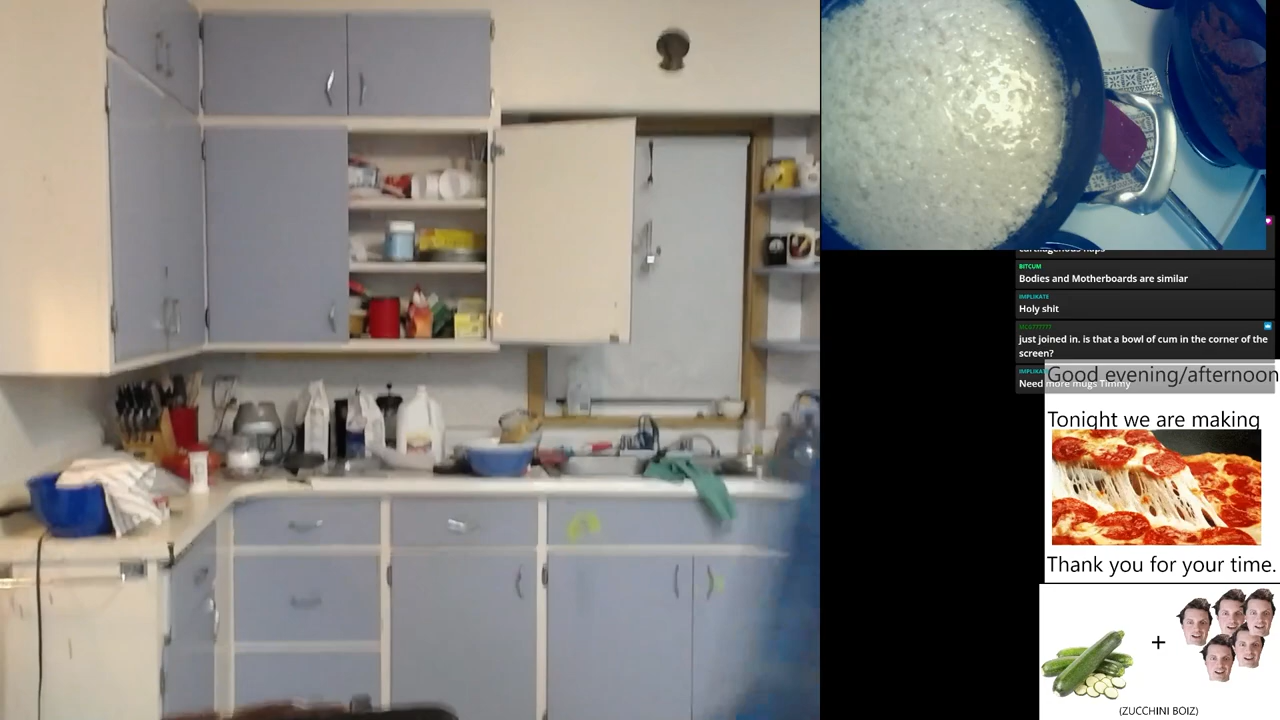 BITCUM
Bodies and Motherboards are similar
IMPLIKATE
Holy shit
just joined in. is that a bowl of cum in the corner of the
screen?
Need more mugs Timmy
Good evening/afternoon
Tonight we are making
Thank you for your time.
+
(ZUCCHINI BOIZ)